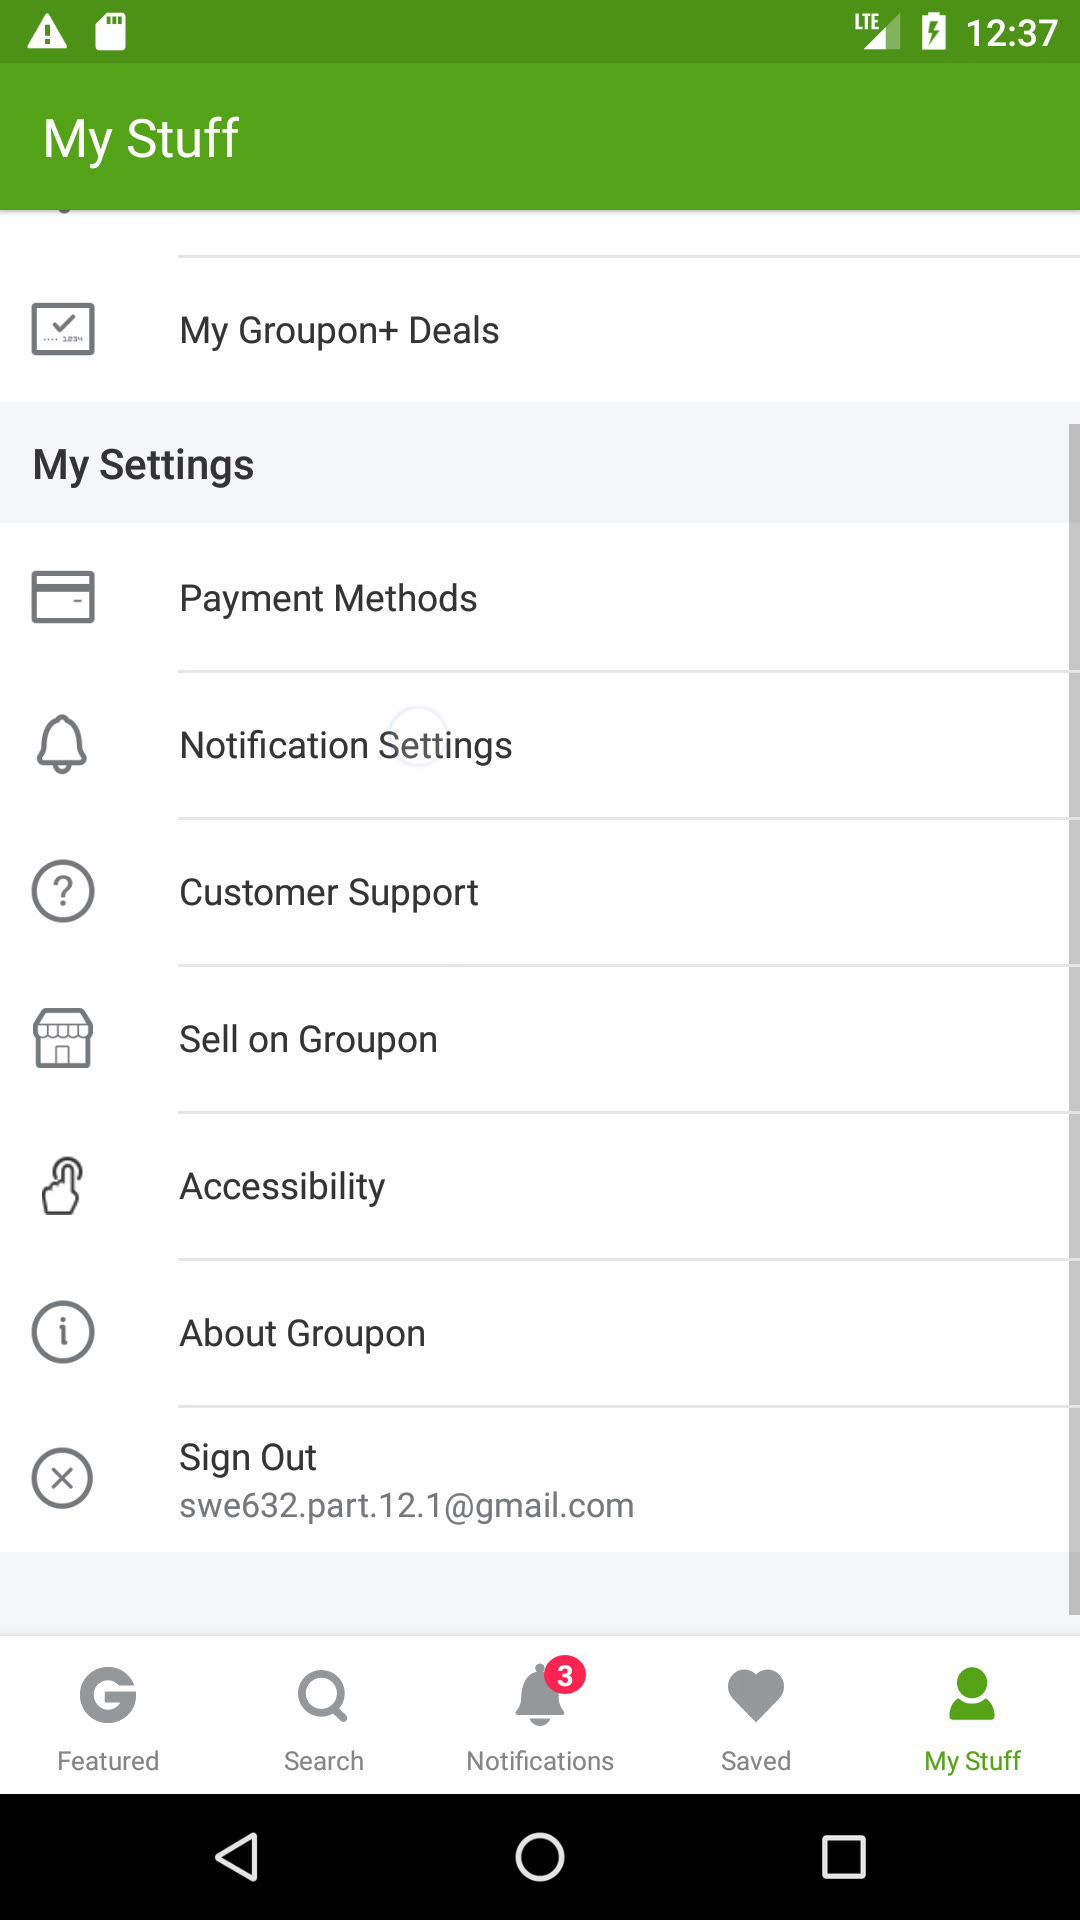 LTE 12:37
My Stuff
My Groupon+ Deals
My Settings
Payment Methods
Notification Settings
Customer Support
Sell on Groupon
Accessibility
About Groupon
Sign Out
swe632.part.12.1@gmail.com
3
Featured Search Notifications Saved My Stuff